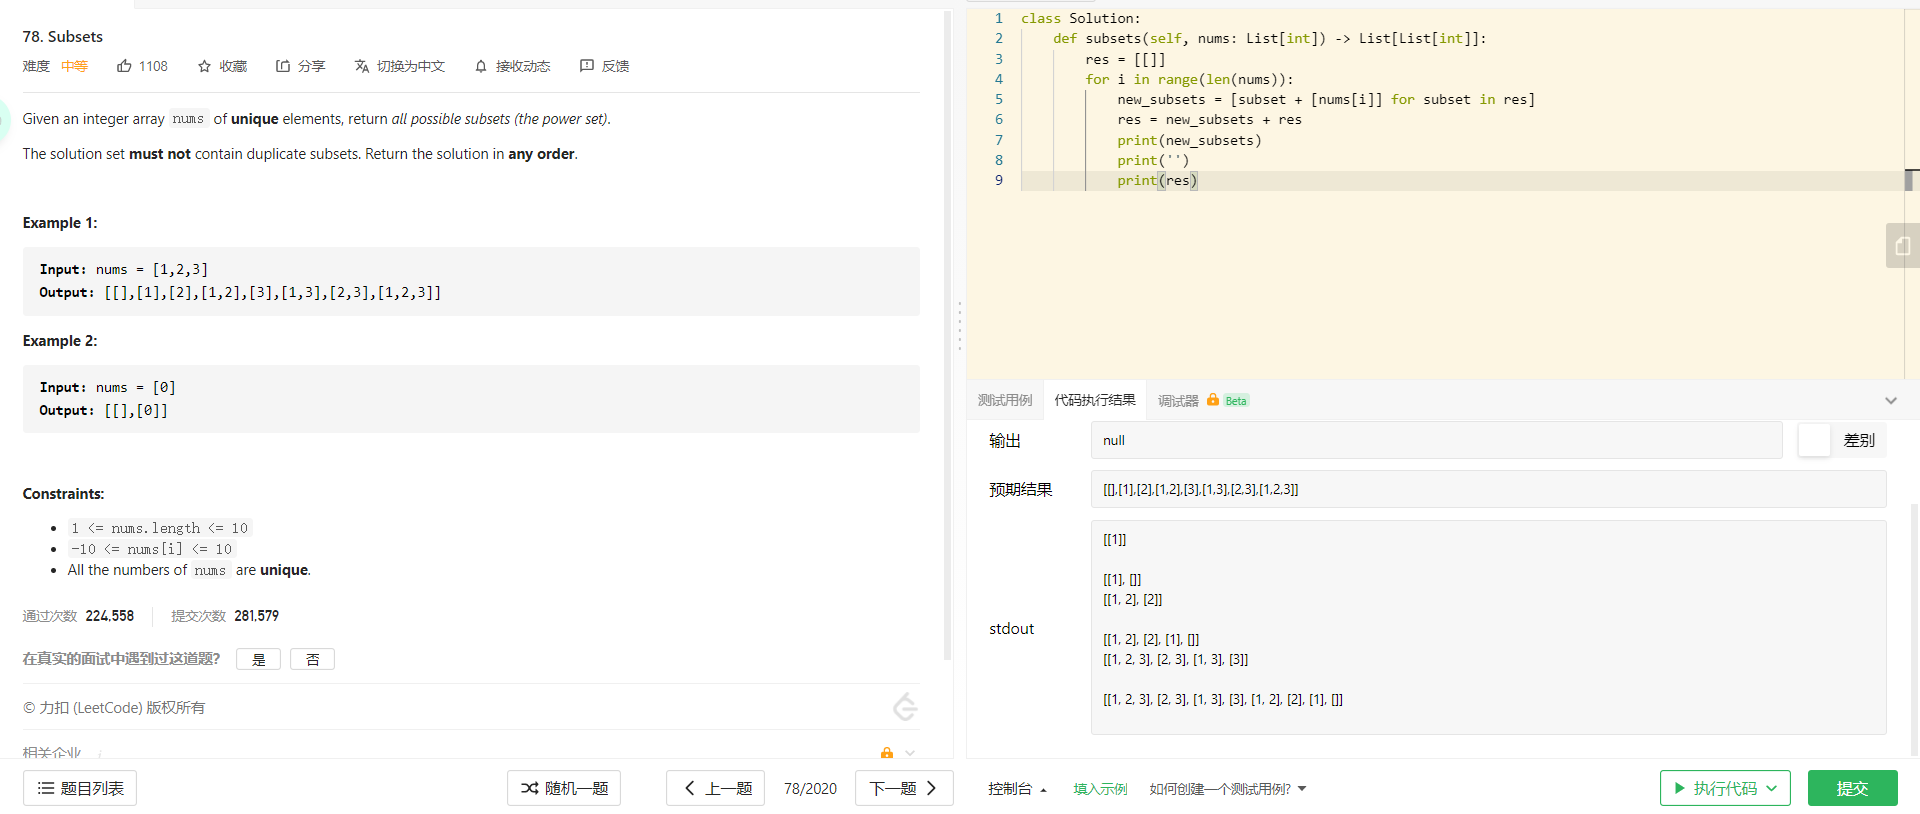 78. Subsets
难度 中等 1108 收藏 分享 切换为中文 接收动态 反馈
Given an integer array nums of unique elements, return all possible subsets (the power set).
The solution set must not contain duplicate subsets. Return the solution in any order.
Example 1:
Input: nums = [1,2,3]
Output: [[],[1],[2],[1,2],[3],[1,3],[2,3],[1,2,3]]
Example 2:
Input: nums = [0]
Output: [[],[0]]
Constraints:
1 <= nums.length <= 10
-10 <= nums[i] <= 10
All the numbers of nums are unique.
通过次数 224,558 提交次数 281,579
在真实的面试中遇到过这道题? 是 否
© 力扣 (LeetCode) 版权所有
相关企业 i
题目列表 随机一题 上一题 78/2020 下一题
1 class Solution:
2 def subsets(self, nums: List[int]) -> List[List[int]]:
3 res = [[]]
4 for i in range(len(nums)):
5 new_subsets = [subset + [nums[i]] for subset in res]
6 res = new_subsets + res
7 print(new_subsets)
8 print('')
9 print(res)
测试用例 代码执行结果 调试器 Beta
输出 null 差别
预期结果 [[],[1],[2],[1,2],[3],[1,3],[2,3],[1,2,3]]
stdout
[[1]]
[[1], []]
[[1, 2], [2]]
[[1, 2], [2], [1], []]
[[1, 2, 3], [2, 3], [1, 3], [3]]
[[1, 2, 3], [2, 3], [1, 3], [3], [1, 2], [2], [1], []]
控制台 填入示例 如何创建一个测试用例? 执行代码 提交